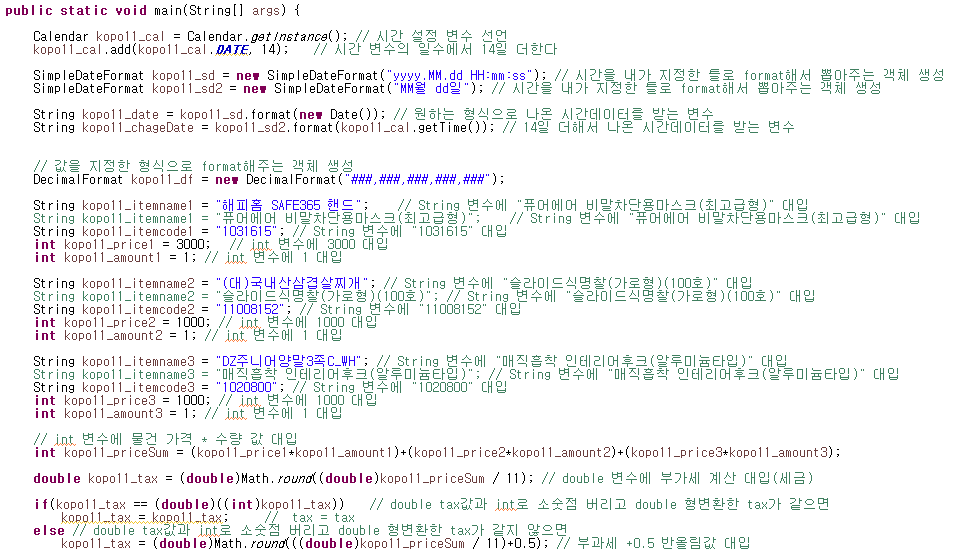 public static void main(String[] args) {
Calendar kopo11_cal = Calendar.getInstance(); // 시간 설정 변수 선언
kopo11_cal.add(kopo11_cal.DATE, 14); // 시간 변수의 일수에서 14일 더한다
SimpleDateFormat kopo11_sd = new SimpleDateFormat("yyyy.MM.dd HH:mm:ss"); // 시간을 내가 지정한 틀로 format해서 뽑아주는 객체 생성
SimpleDateFormat kopo11_sd2 = new SimpleDateFormat("MM월 dd일"); // 시간을 내가 지정한 틀로 format해서 뽑아주는 객체 생성
String kopo11_date = kopo11_sd.format(new Date()); // 원하는 형식으로 나온 시간데이터를 받는 변수
String kopo11_chageDate = kopo11_sd2.format(kopo11_cal.getTime()); // 14일 더해서 나온 시간데이터를 받는 변수
// 값을 지정한 형식으로 format해주는 객체 생성
DecimalFormat kopo11_df = new DecimalFormat("###,###,###,###,###");
String kopo11_itemname1 = "해피홈 SAFE365 핸드"; // String 변수에 "퓨어에어 비말차단용마스크(최고급형)" 대입
String kopo11_itemname1 = "퓨어에어 비말차단용마스크(최고급형)"; // String 변수에 "퓨어에어 비말차단용마스크(최고급형)" 대입
String kopo11_itemcode1 = "1031615"; // String 변수에 "1031615" 대입
int kopo11_price1 = 3000; // int 변수에 3000 대입
int kopo11_amount1 = 1; // int 변수에 1 대입
String kopo11_itemname2 = "(대)국내산삼겹살찌개"; // String 변수에 "슬라이드식명찰(가로형)(100호)" 대입
String kopo11_itemname2 = "슬라이드식명찰(가로형)(100호)"; // String 변수에 "슬라이드식명찰(가로형)(100호)" 대입
String kopo11_itemcode2 = "11008152"; // String 변수에 "11008152" 대입
int kopo11_price2 = 1000; // int 변수에 1000 대입
int kopo11_amount2 = 1; // int 변수에 1 대입
String kopo11_itemname3 = "DZ주니어양말3족C_WH"; // String 변수에 "매직흡착 인테리어후크(알루미늄타입)" 대입
String kopo11_itemname3 = "매직흡착 인테리어후크(알루미늄타입)"; // String 변수에 "매직흡착 인테리어후크(알루미늄타입)" 대입
String kopo11_itemcode3 = "1020800"; // String 변수에 "1020800" 대입
int kopo11_price3 = 1000; // int 변수에 1000 대입
int kopo11_amount3 = 1; // int 변수에 1 대입
// int 변수에 물건 가격 * 수량 값 대입
int kopo11_priceSum = (kopo11_price1*kopo11_amount1)+(kopo11_price2*kopo11_amount2)+(kopo11_price3*kopo11_amount3);
double kopo11_tax = (double)Math.round((double)kopo11_priceSum / 11); // double 변수에 부가세 계산 대입(세금)
if(kopo11_tax == (double)((int)kopo11_tax)) // double tax값과 int로 소숫점 버리고 double 형변환한 tax가 같으면
kopo11_tax = kopo11_tax; // tax = tax
else // double tax값과 int로 소숫점 버리고 double 형변환한 tax가 같지 않으면
kopo11_tax = (double)Math.round(((double)kopo11_priceSum / 11)+0.5); // 부과세 +0.5 반올림값 대입